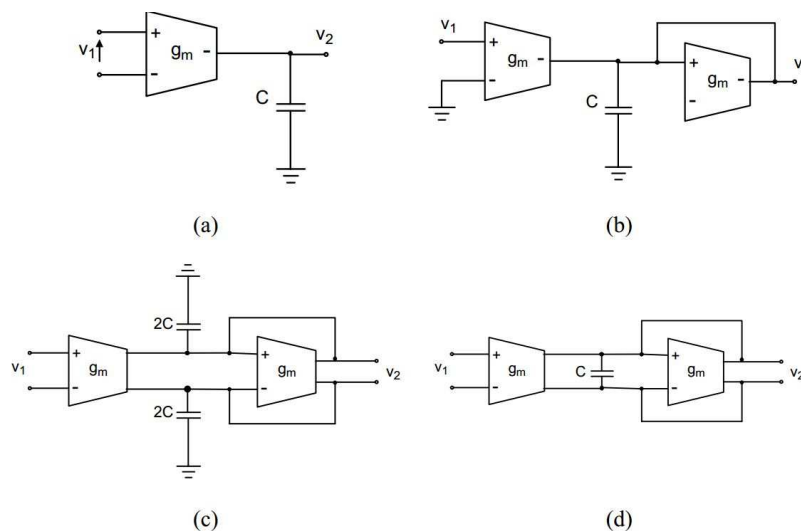 v1
+
-
gm
-
v2
C
(a)
v1
+
-
gm
-
C
+
-
gm
-
v
(b)
2C
v1
+
-
gm
+
-
gm
v2
2C
(c)
v1
+
-
gm
C
+
-
gm
v2
(d)